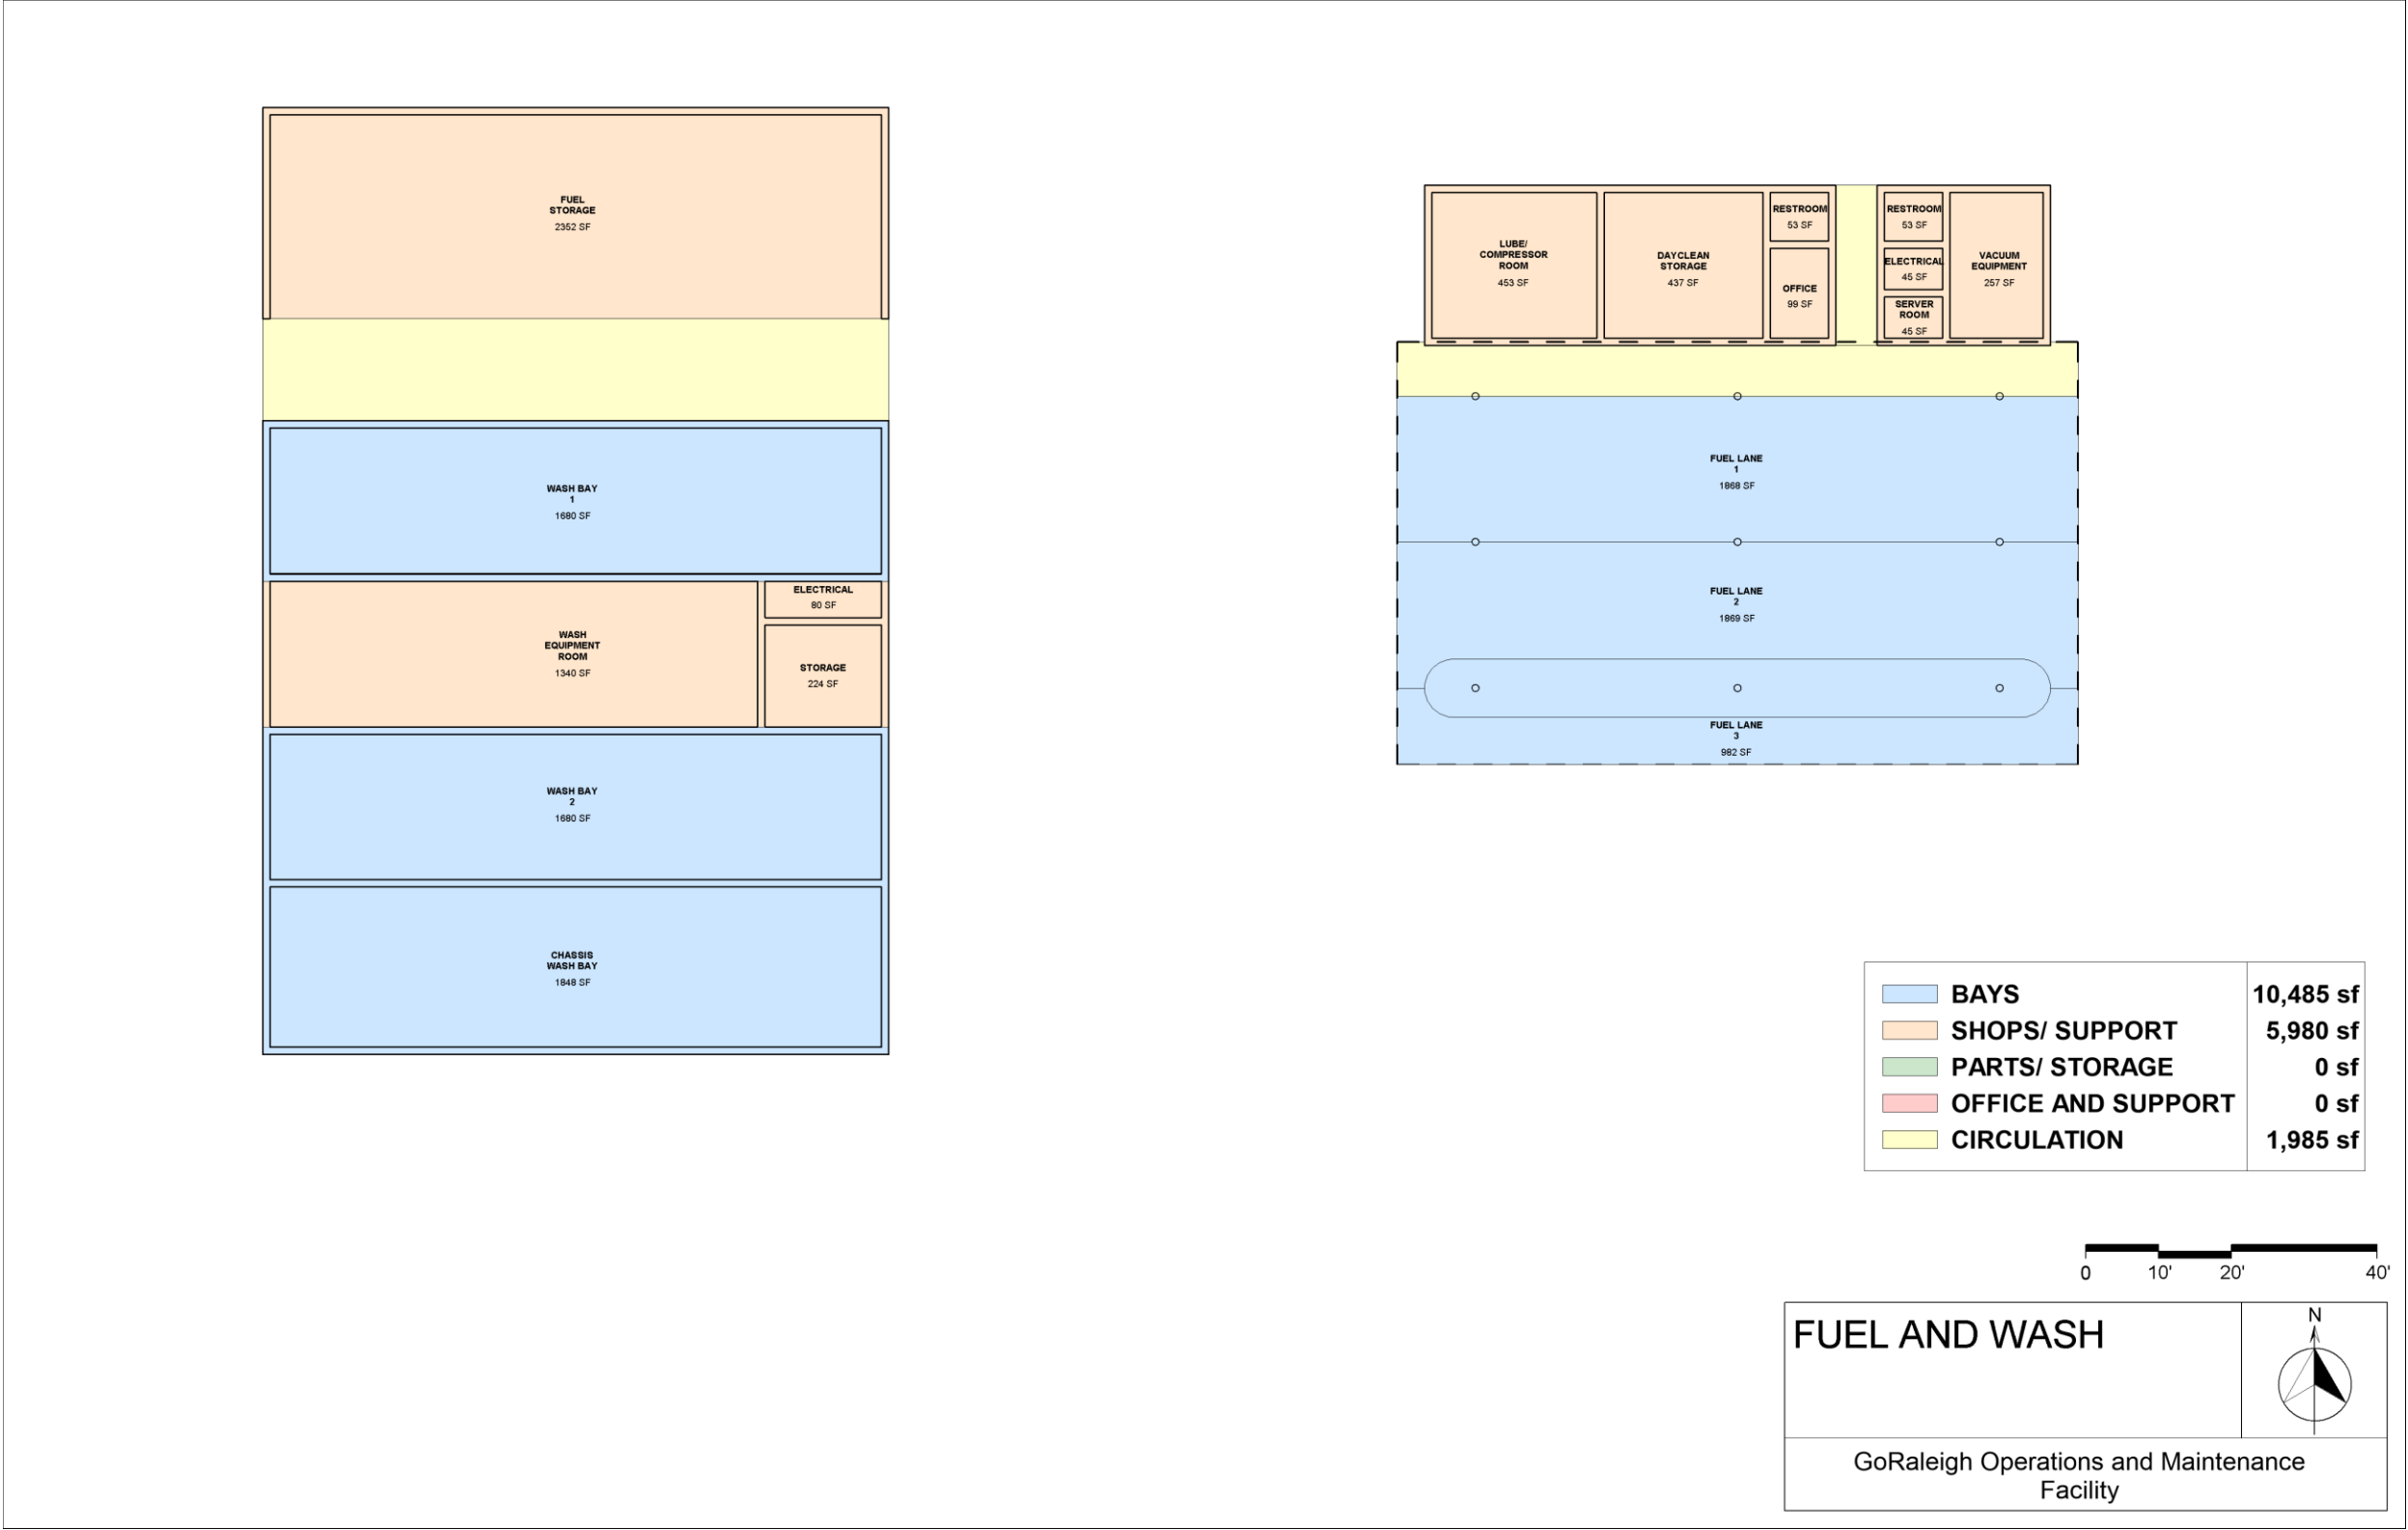 FUEL
STORAGE
2352 SF
WASH BAY
1
1680 SF
WASH
EQUIPMENT
ROOM
1340 SF
ELECTRICAL
80 SF
STORAGE
224 SF
WASH BAY
2
1680 SF
CHASSIS
WASH BAY
1848 SF
LUBE/
COMPRESSOR
ROOM
453 SF
DAYCLEAN
STORAGE
437 SF
RESTROOM
53 SF
OFFICE
99 SF
RESTROOM
53 SF
ELECTRICAL
45 SF
SERVER
ROOM
45 SF
VACUUM
EQUIPMENT
257 SF
FUEL LANE
1
1868 SF
FUEL LANE
2
1869 SF
FUEL LANE
3
982 SF
BAYS 10,485 sf
SHOPS/ SUPPORT 5,980 sf
PARTS/ STORAGE 0 sf
OFFICE AND SUPPORT 0 sf
CIRCULATION 1,985 sf
0 10' 20' 40'
FUEL AND WASH
N
GoRaleigh Operations and Maintenance
Facility